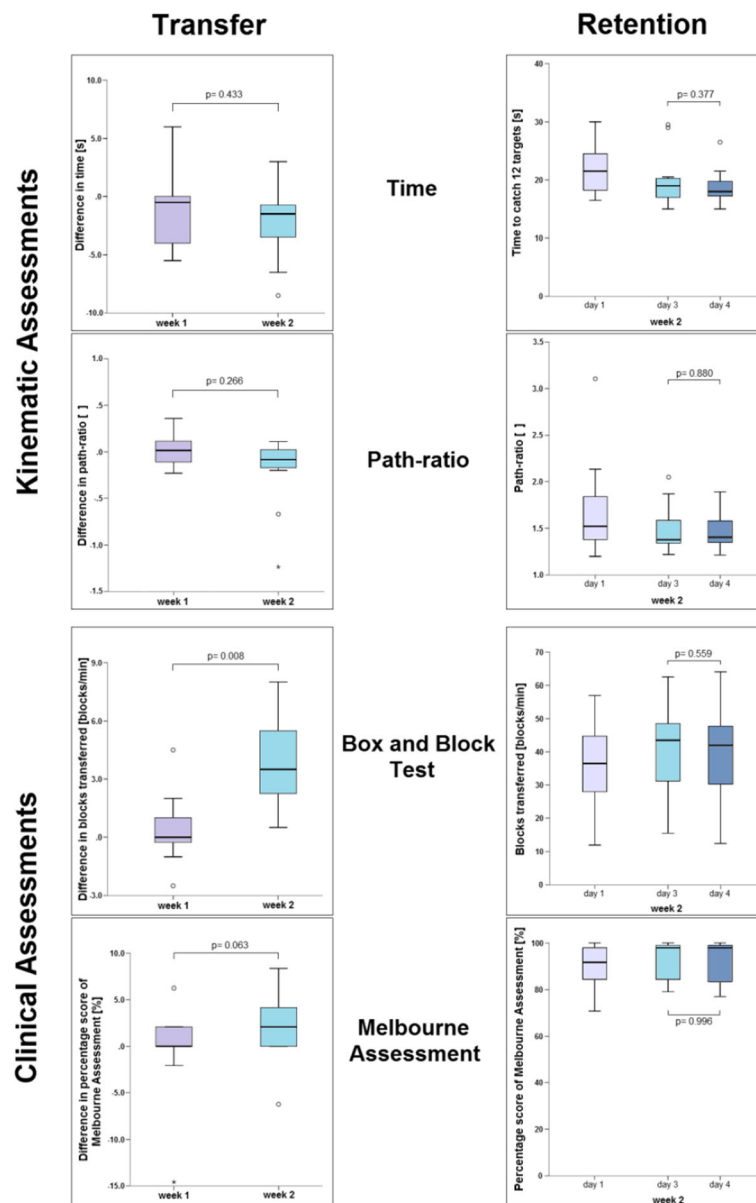 Transfer
Retention
Kinematic Assessments
Difference in time [s]
10.0
5.0
.0
-5.0
-10.0
p= 0.433
week 1
week 2
Time
Time to catch 12 targets [s]
40
30
20
10
0
p= 0.377
day 1
day 3
day 4
week 2
Difference in path-ratio [ ]
1.0
.5
.0
-.5
-1.0
-1.5
p= 0.266
week 1
week 2
Path-ratio
Path-ratio [ ]
3.5
3.0
2.5
2.0
1.5
1.0
p= 0.880
day 1
day 3
day 4
week 2
Clinical Assessments
Difference in blocks transferred [blocks/min]
9.0
6.0
3.0
.0
-3.0
p= 0.008
week 1
week 2
Box and Block
Test
Blocks transferred [blocks/min]
70
60
50
40
30
20
10
0
p= 0.559
day 1
day 3
day 4
week 2
Difference in percentage score of
Melbourne Assessment [%]
10.0
5.0
.0
-5.0
-10.0
-15.0
p= 0.063
week 1
week 2
Melbourne
Assessment
Percentage score of Melbourne Assessment [%]
100
80
60
40
20
0
p= 0.996
day 1
day 3
day 4
week 2